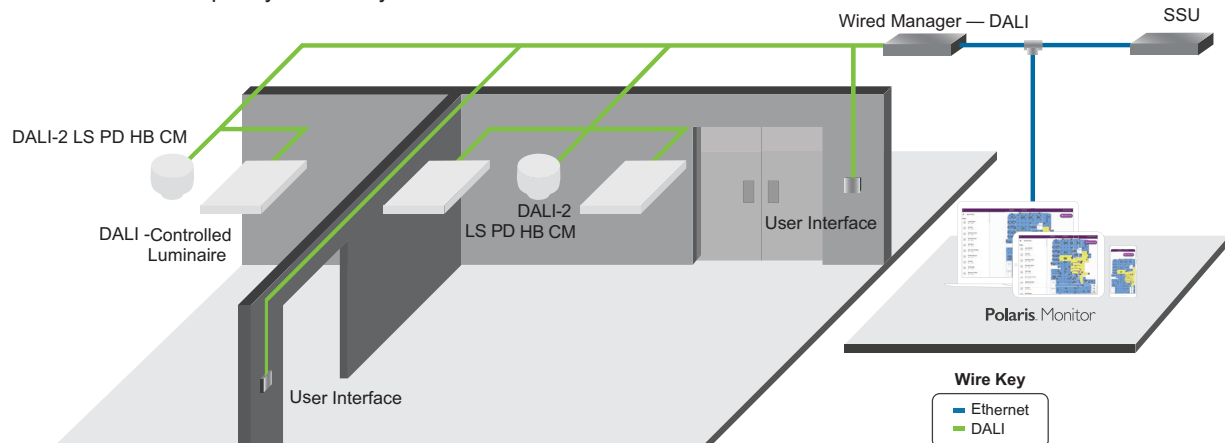 Wired Manager — DALI
SSU
DALI-2 LS PD HB CM
DALI -Controlled
Luminaire
DALI-2
LS PD HB CM
User Interface
User Interface
Polaris. Monitor
Wire Key
Ethernet
DALI